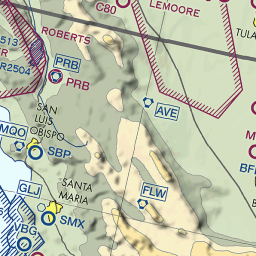 C80
LEMOORE
ROBERTS
TULA
513
R
R2504
PRB
PRB
AVE
SAN
LUIS
OBISPO
MQO
SBP
BF
GLJ
SANTA
MARIA
FLW
SMX
VBG